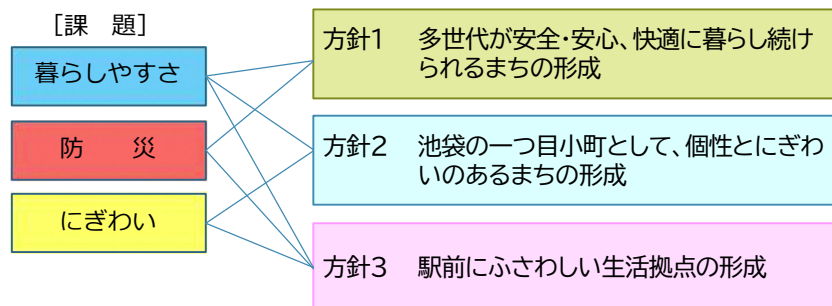 [課　題]
暮らしやすさ
防　　災
にぎわい
方針1　多世代が安全・安心、快適に暮らし続け
られるまちの形成
方針2　池袋の一つ目小町として、個性とにぎわ
いのあるまちの形成
方針3　駅前にふさわしい生活拠点の形成